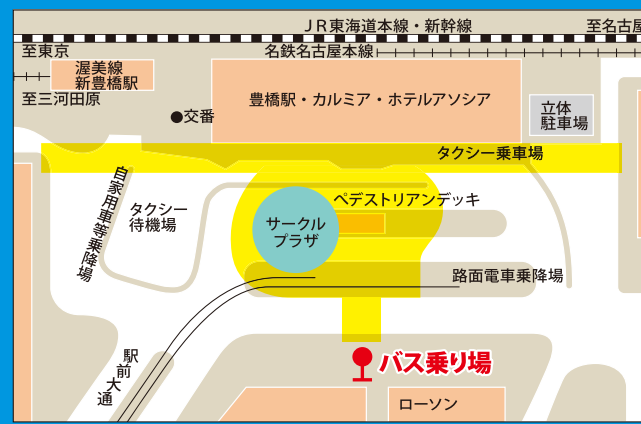 ＪＲ東海道本線・新幹線
至名古屋
至東京
名鉄名古屋本線
渥美線
新豊橋駅
至三河田原
豊橋駅・カルミア・ホテルアソシア
立体
駐車場
●交番
タクシー乗車場
自家用車等乗降場
タクシー
待機場
ペデストリアンデッキ
サークル
プラザ
路面電車乗降場
駅前大通
バス乗り場
ローソン